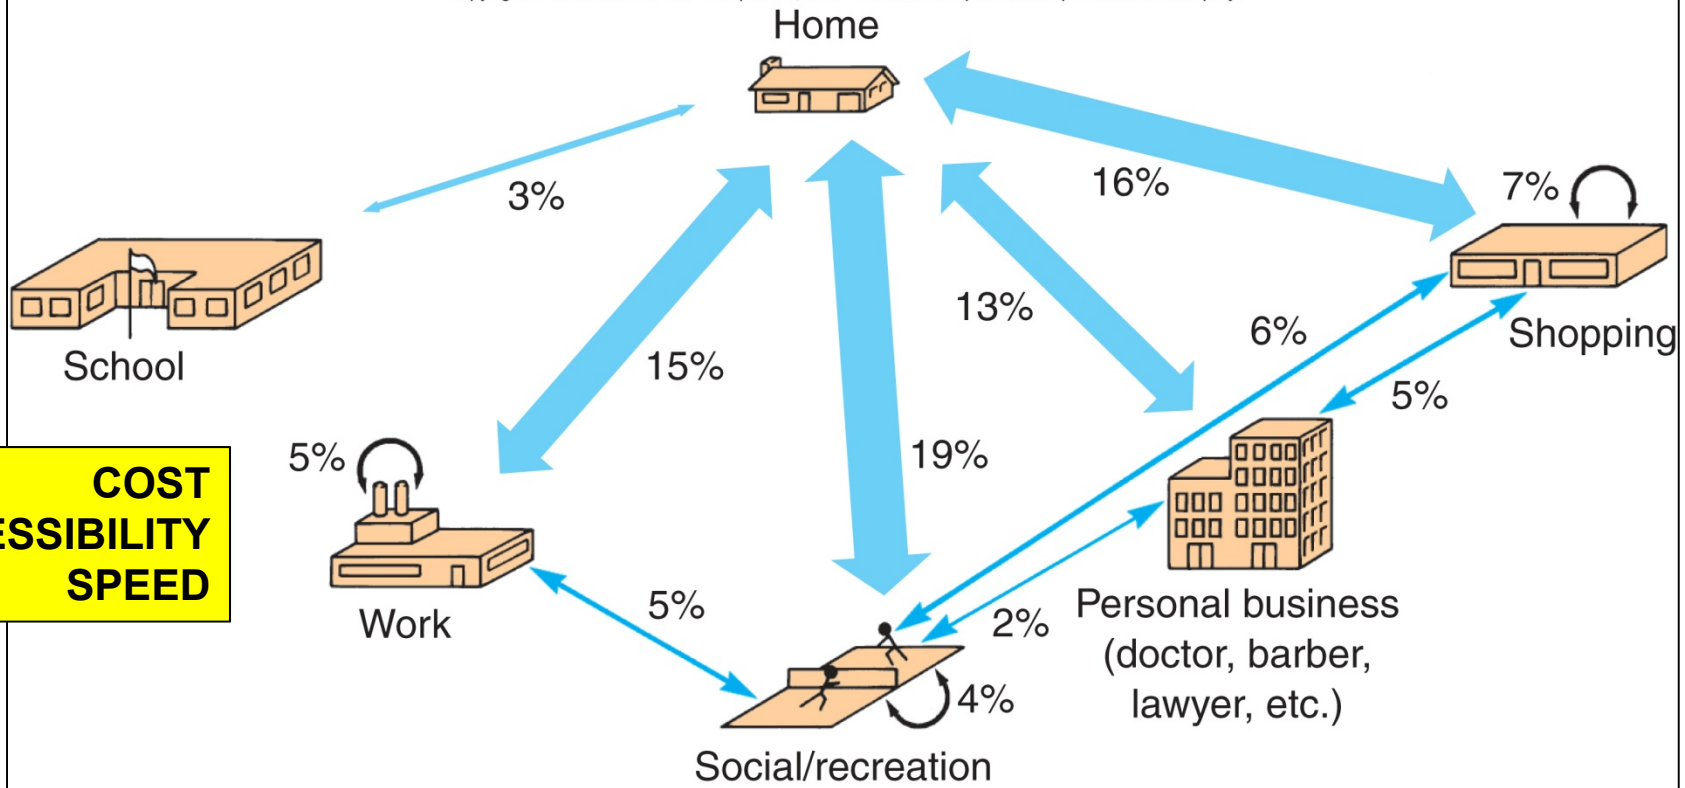 Home
3%
16%
7%
School
15%
13%
6%
Shopping
5%
5%
19%
COST
ESSIBILITY
SPEED
Work
5%
2%
Personal business
(doctor, barber,
lawyer, etc.)
4%
Social/recreation